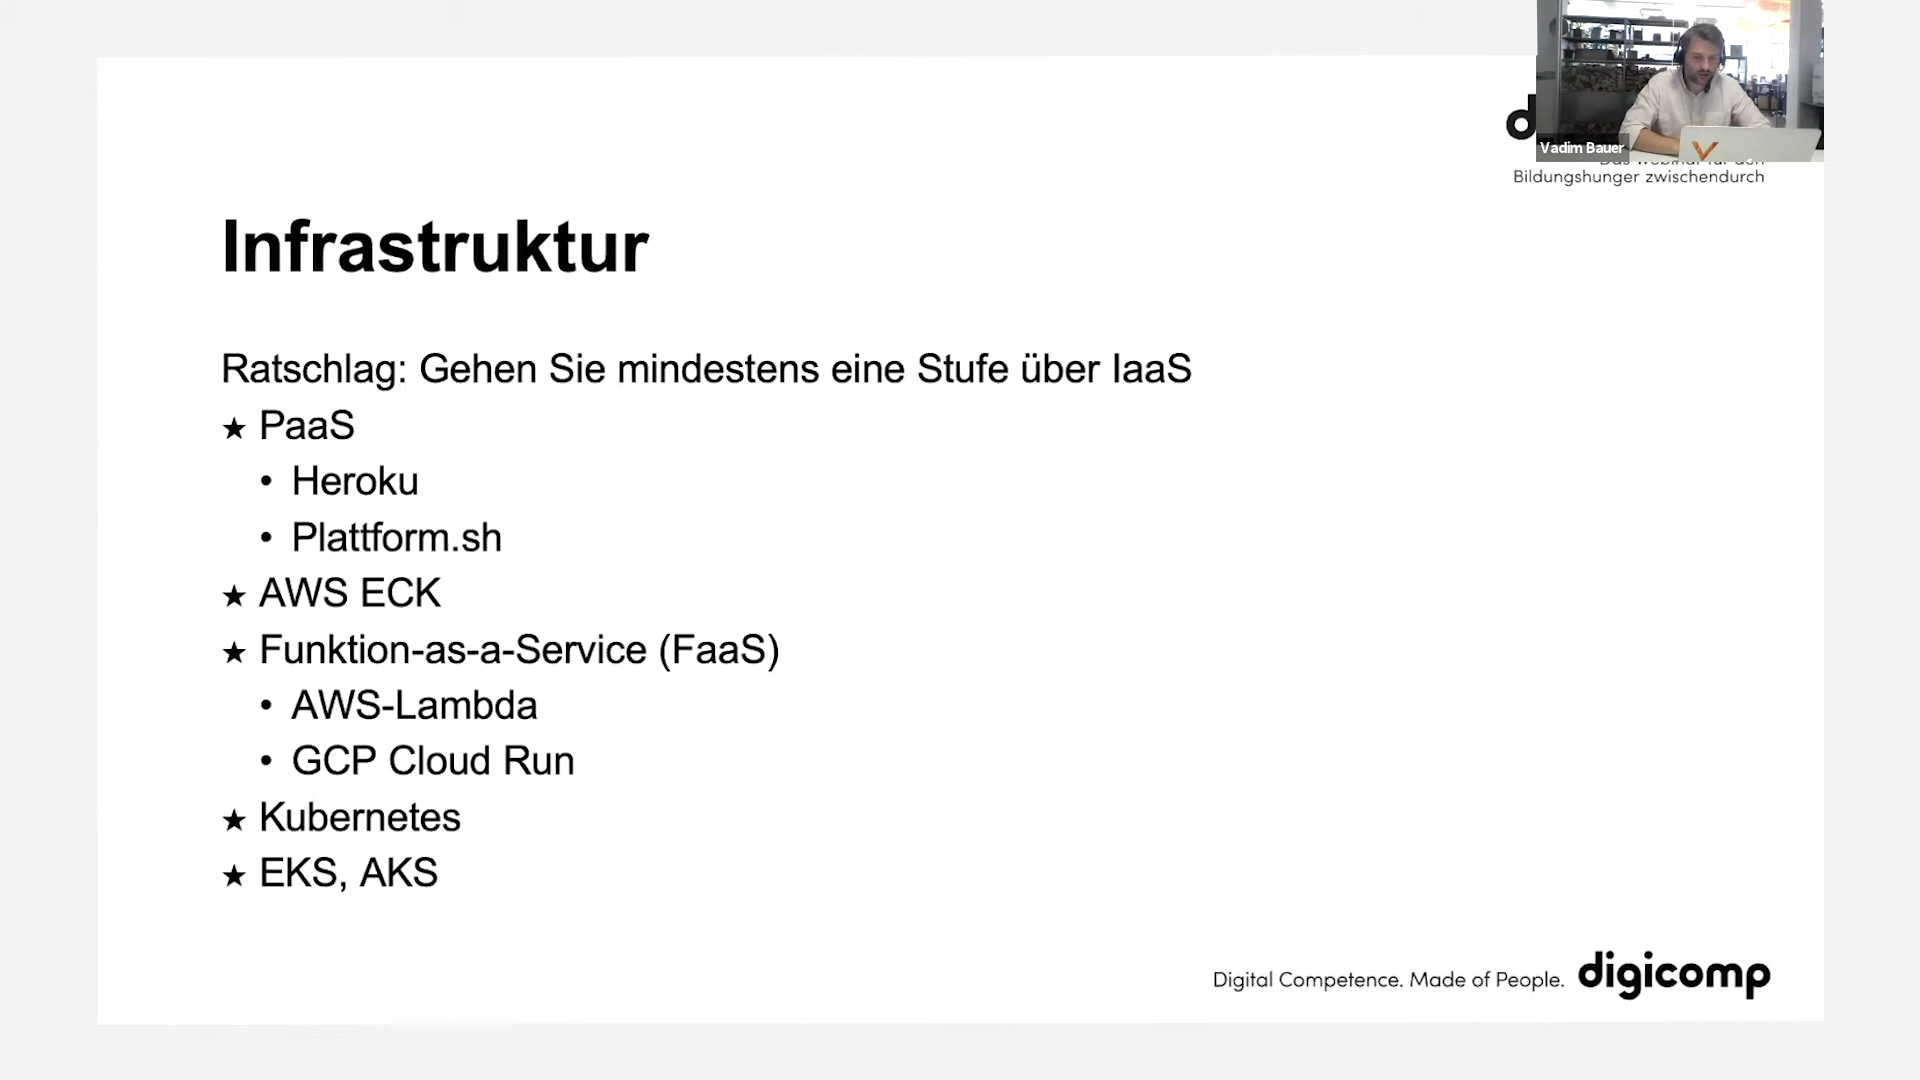 Vadim Bauer
Bildungshunger zwischendurch
Infrastruktur
Ratschlag: Gehen Sie mindestens eine Stufe über IaaS
★ PaaS
• Heroku
• Plattform.sh
★ AWS ECK
★ Funktion-as-a-Service (FaaS)
• AWS-Lambda
• GCP Cloud Run
★ Kubernetes
★ EKS, AKS
Digital Competence. Made of People. digicomp